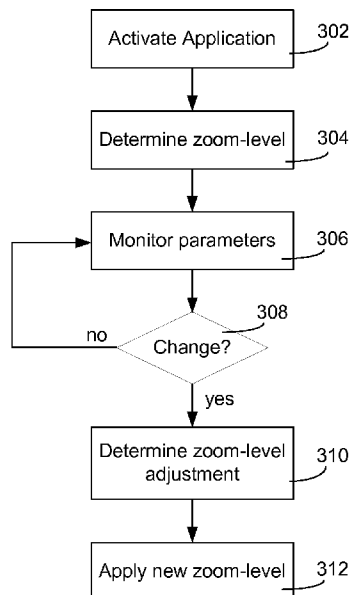 Activate Application
302
Determine zoom-level
304
Monitor parameters
306
308
no
Change?
yes
Determine zoom-level
adjustment
310
Apply new zoom-level
312